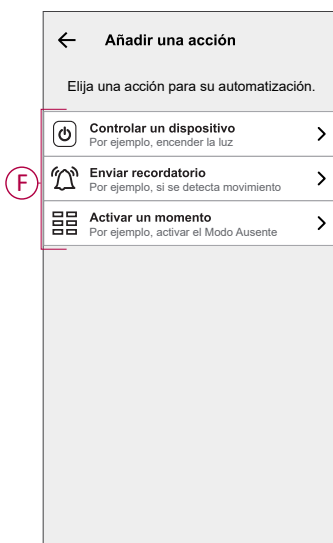 Añadir una acción
Elija una acción para su automatización.
Controlar un dispositivo
Por ejemplo, encender la luz
F
Enviar recordatorio
Por ejemplo, si se detecta movimiento
Activar un momento
Por ejemplo, activar el Modo Ausente